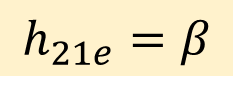 h₂₁ₑ = β